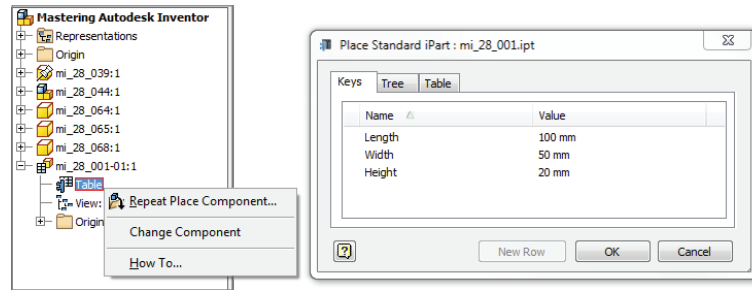 Mastering Autodesk Inventor
Representations
Origin
mi_28_039:1
mi_28_044:1
mi_28_064:1
mi_28_065:1
mi_28_068:1
mi_28_001-01:1
Table
View:
Origin
Repeat Place Component...
Change Component
How To...
Place Standard iPart : mi_28_001.ipt
Keys Tree Table
Name Value
Length 100 mm
Width 50 mm
Height 20 mm
New Row OK Cancel